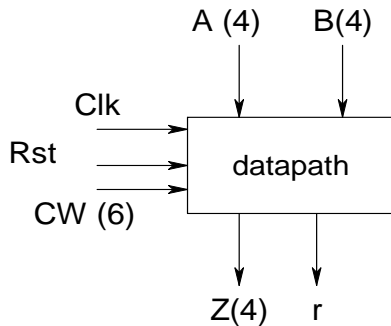 A (4) B(4)
Clk
Rst
datapath
CW (6)
Z(4) r